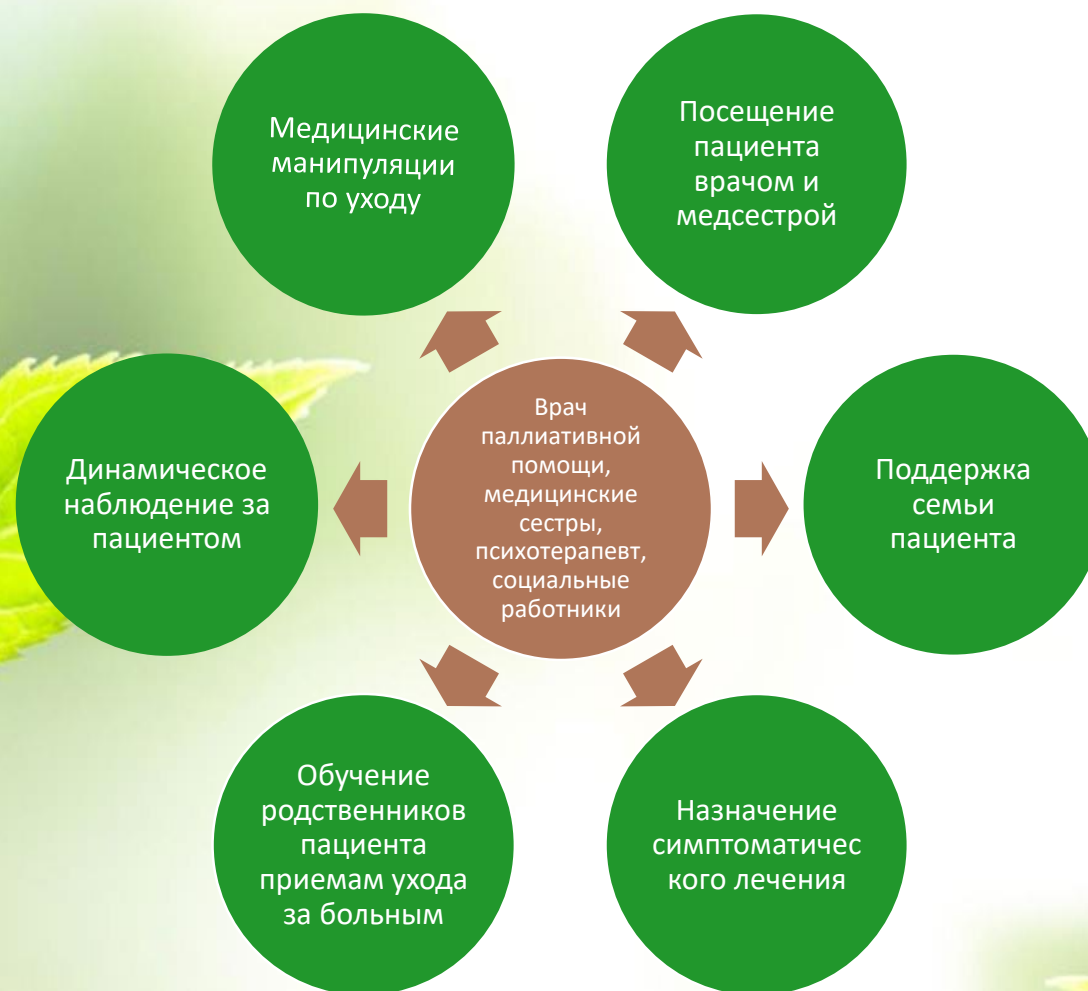 Медицинские
манипуляции
по уходу
Посещение
пациента
врачом и
медсестрой
Динамическое
наблюдение за
пациентом
Врач
паллиативной
помощи,
медицинские
сестры,
психотерапевт,
социальные
работники
Поддержка
семьи
пациента
Обучение
родственников
пациента
приемам ухода
за больным
Назначение
симптоматичес
кого лечения